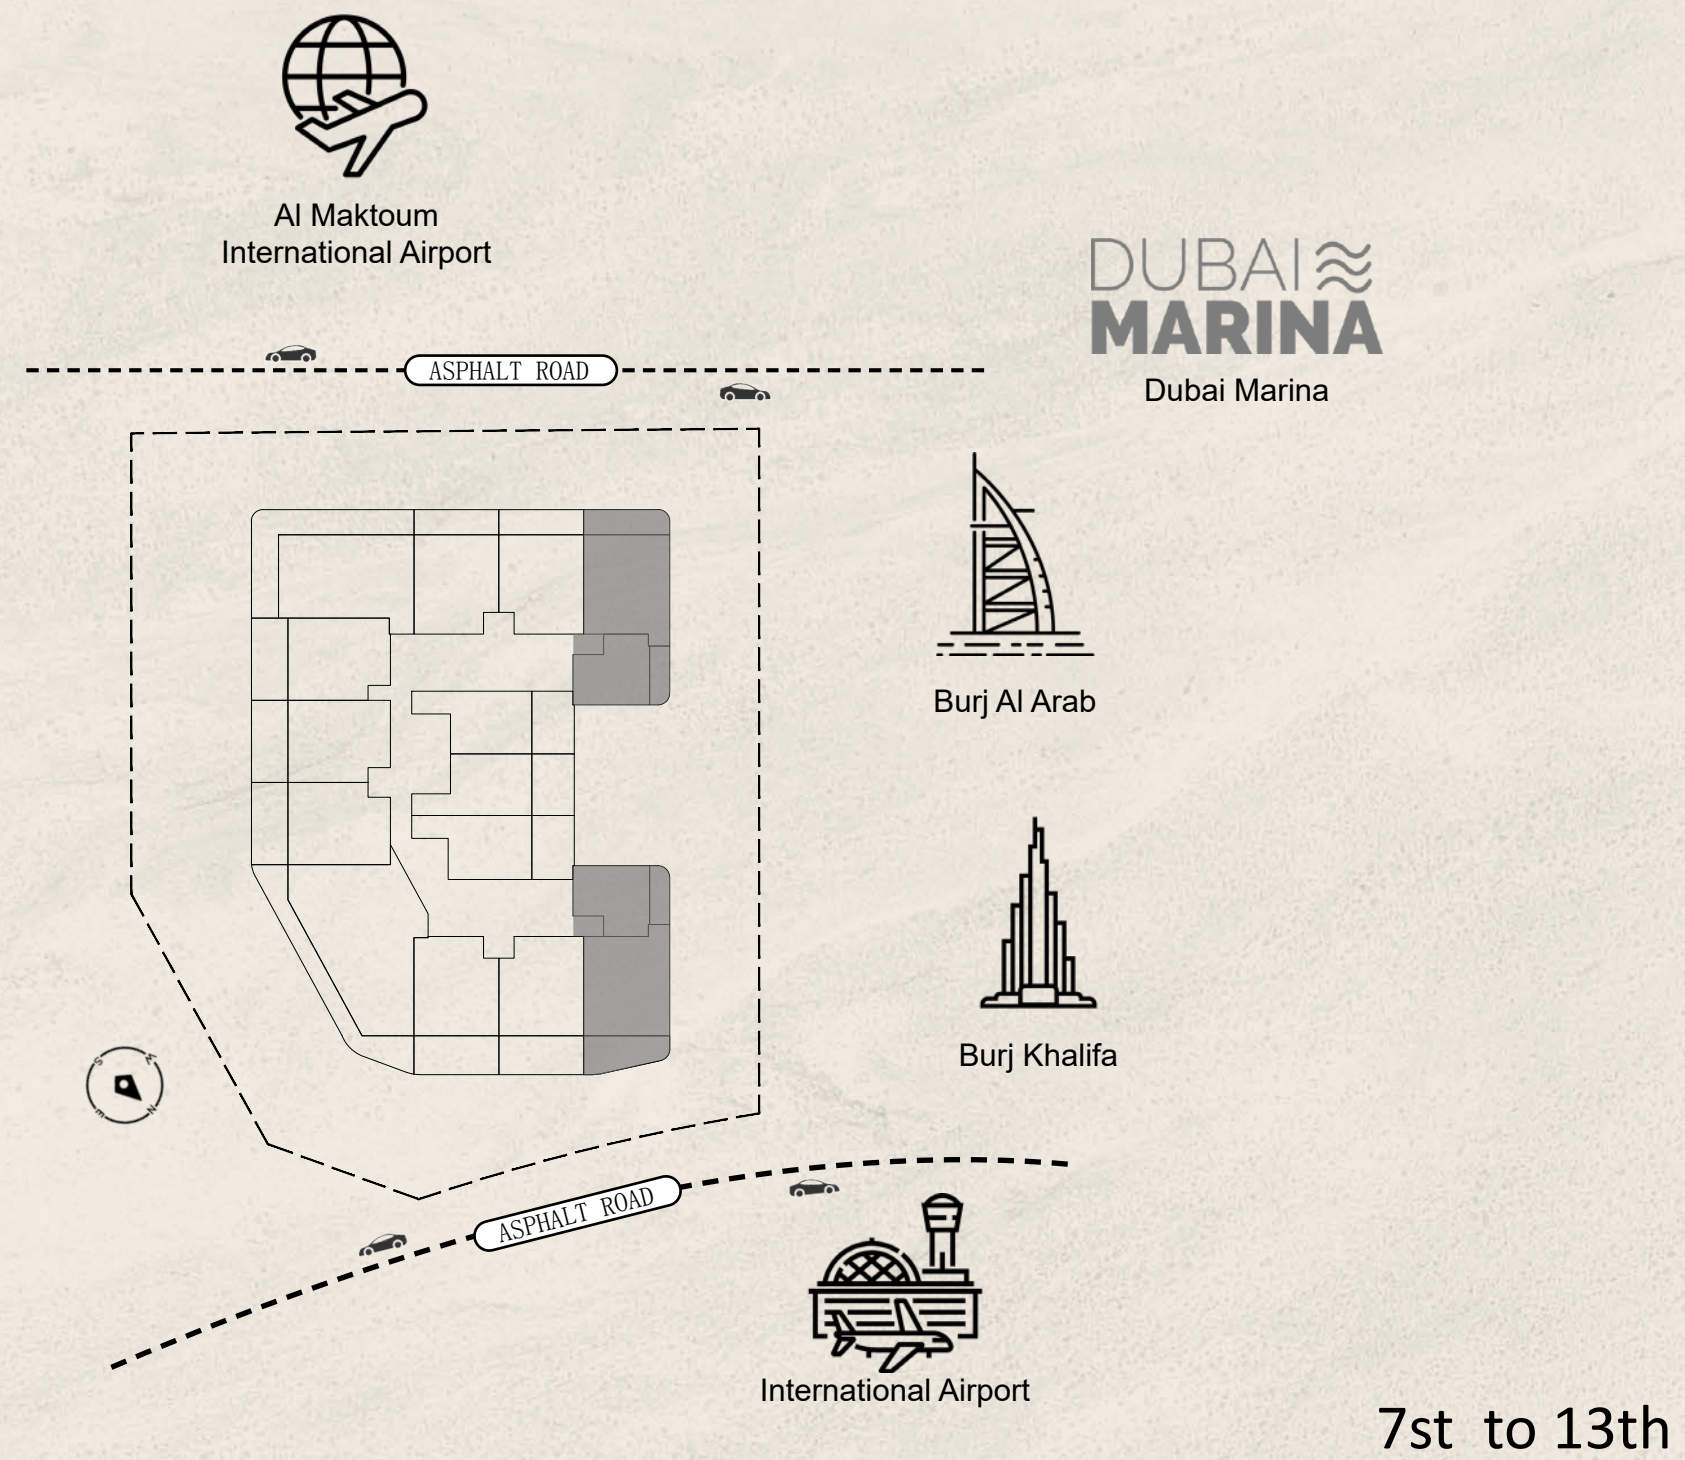 Al Maktoum
International Airport
DUBAI
MARINA
Dubai Marina
ASPHALT ROAD
Burj Al Arab
Burj Khalifa
S
W
E
N
ASPHALT ROAD
International Airport
7st to 13th